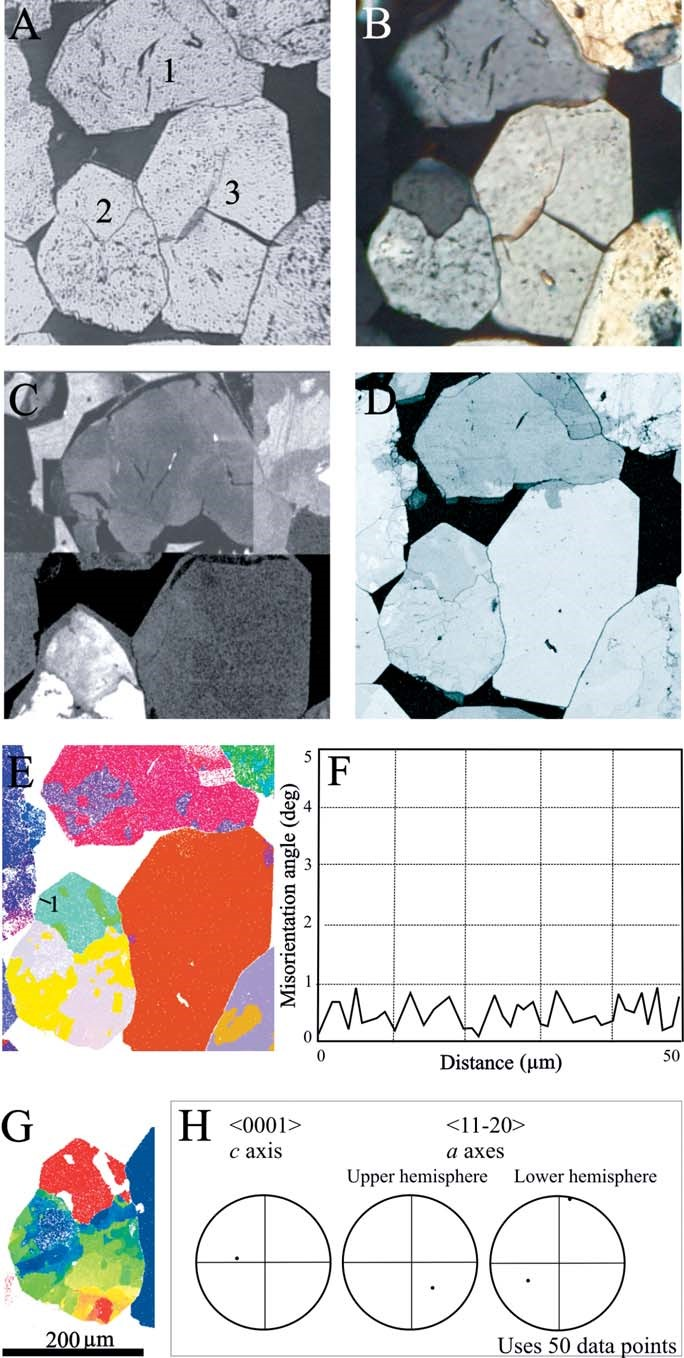 A
1
2
3
B
C
D
E
1
F
Misorientation angle (deg)
5
4
3
2
1
0
0
50
Distance (µm)
G
200 µm
H
<0001>
<11-20>
c axis
a axes
Upper hemisphere
Lower hemisphere
Uses 50 data points